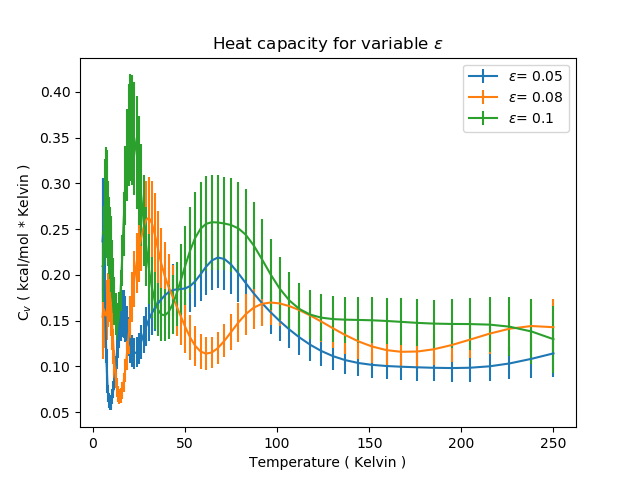 Heat capacity for variable ε
ε= 0.05
ε= 0.08
ε= 0.1
C_v ( kcal/mol * Kelvin )
0.40
0.35
0.30
0.25
0.20
0.15
0.10
0.05
0 50 100 150 200 250
Temperature ( Kelvin )